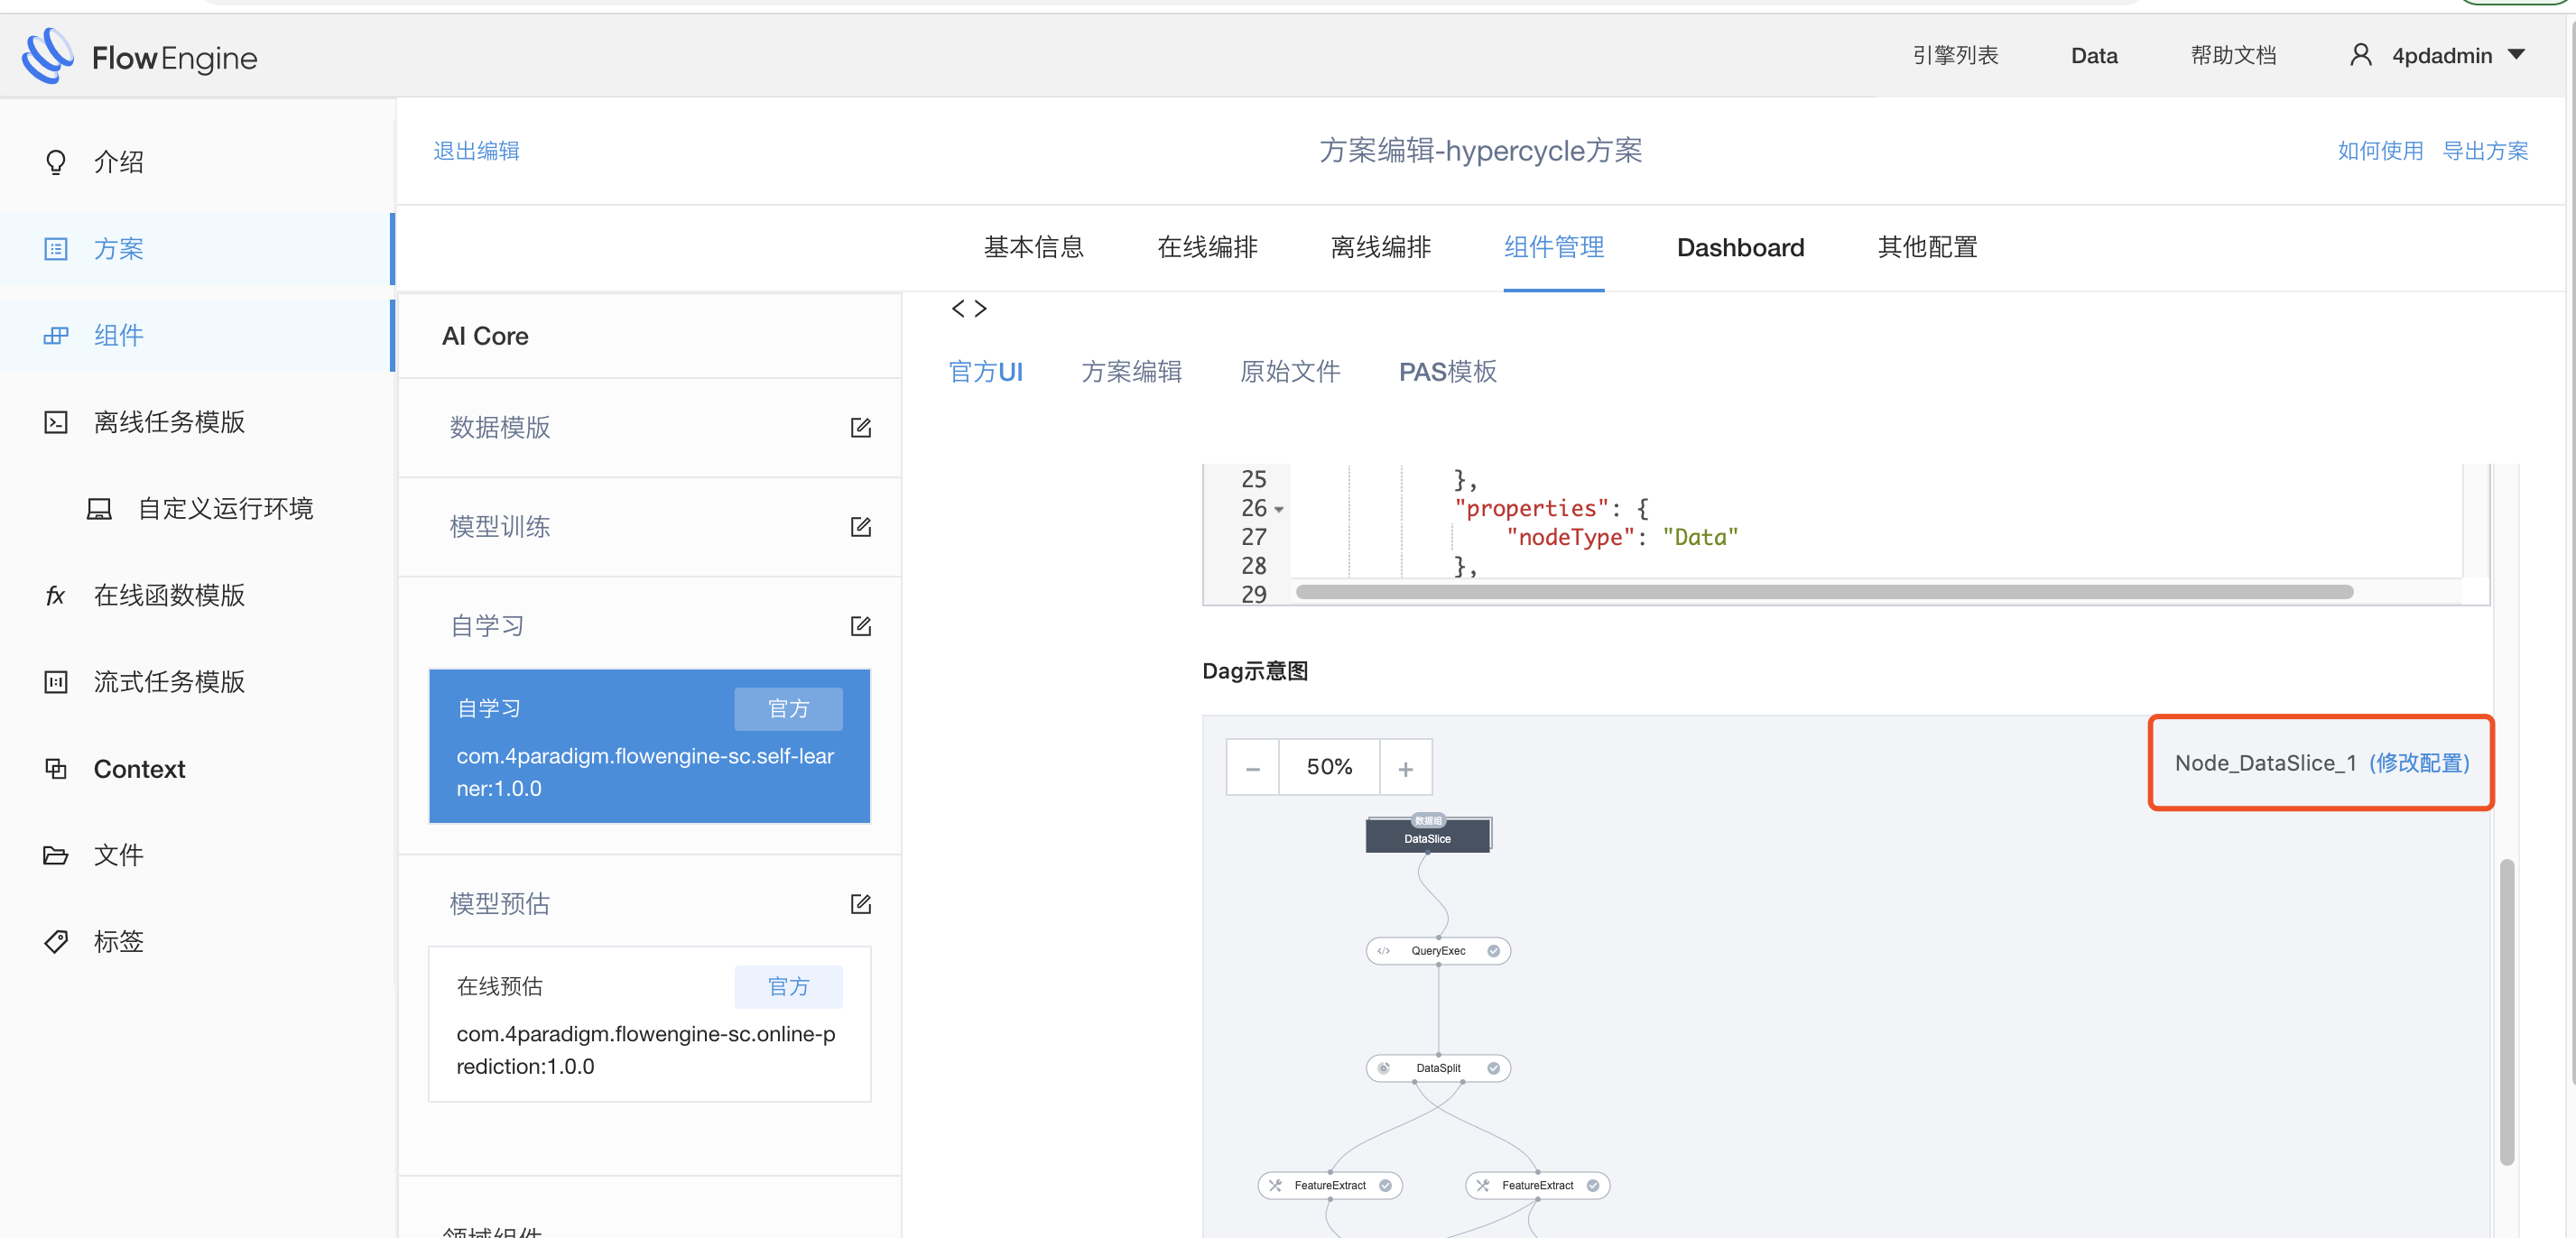 FlowEngine
引擎列表
Data
帮助文档
4pdadmin
介绍
方案
组件
离线任务模版
自定义运行环境
在线函数模版
流式任务模版
Context
文件
标签
退出编辑
方案编辑-hypercycle方案
如何使用
导出方案
基本信息
在线编排
离线编排
组件管理
Dashboard
其他配置
AI Core
数据模版
模型训练
自学习
自学习
官方
com.4paradigm.flowengine-sc.self-lear
ner:1.0.0
模型预估
在线预估
官方
com.4paradigm.flowengine-sc.online-p
rediction:1.0.0
领域组件
< >
官方UI
方案编辑
原始文件
PAS模板
25 },
26 "properties": {
27 "nodeType": "Data"
28 },
29
Dag示意图
− 50% +
Node_DataSlice_1 (修改配置)
数据组
DataSlice
QueryExec
DataSplit
FeatureExtract
FeatureExtract